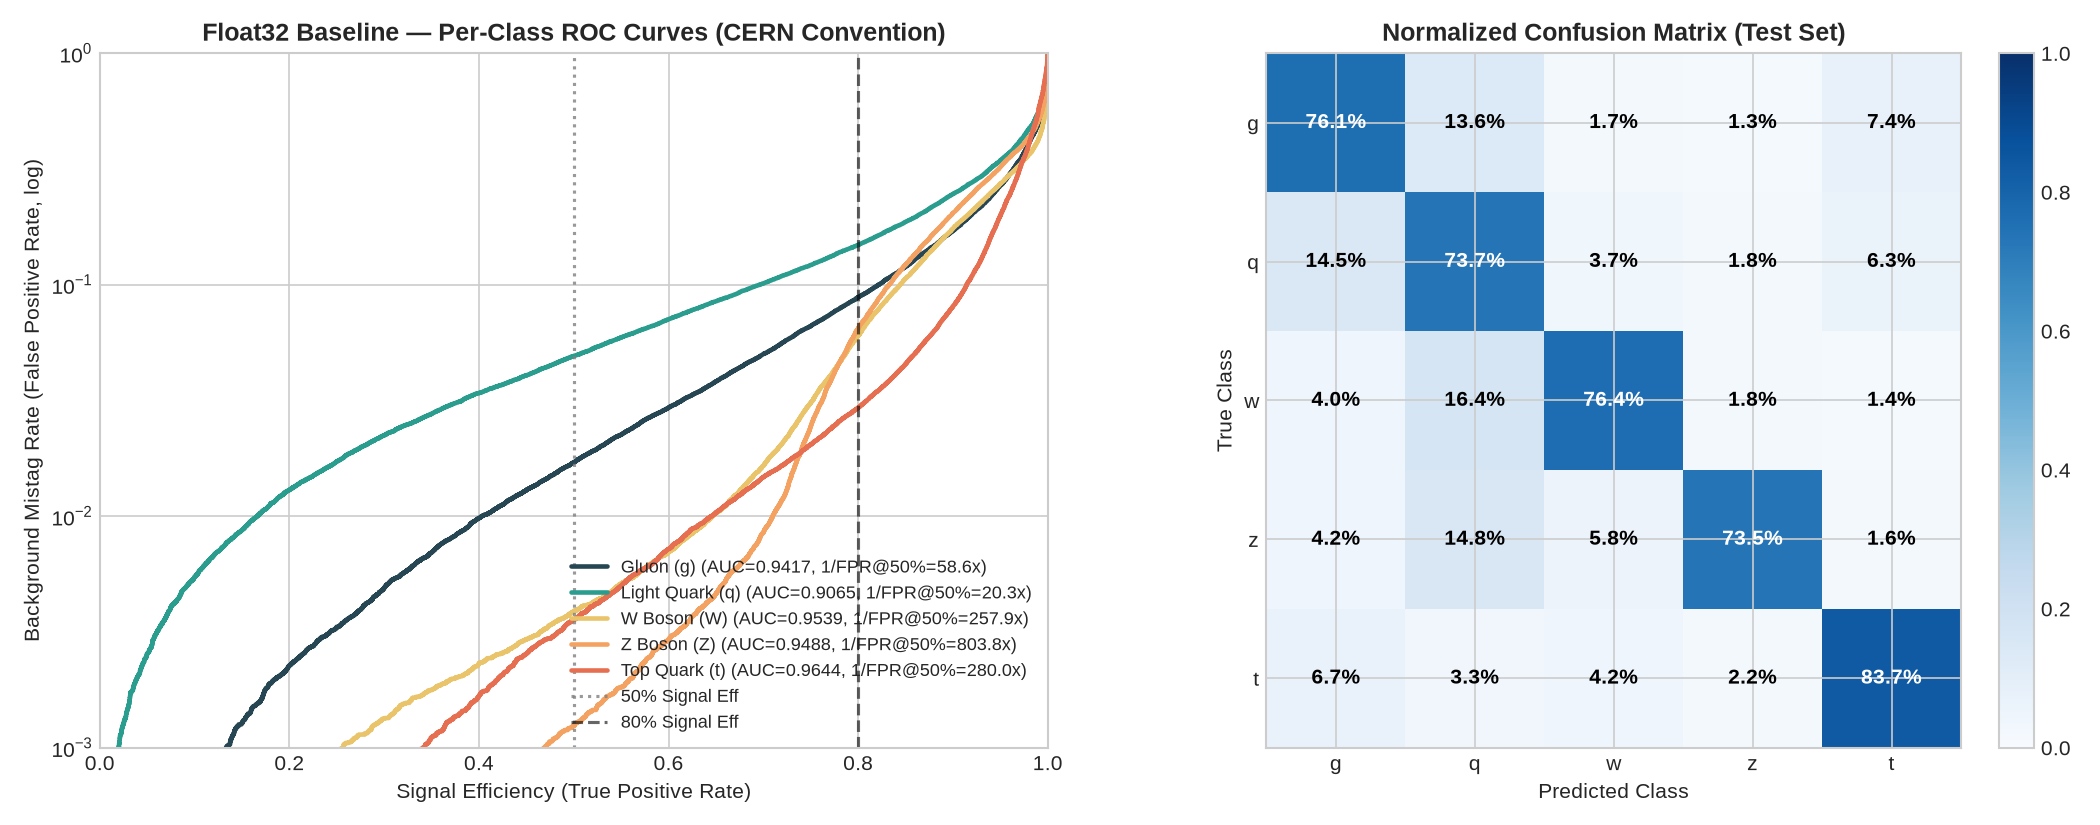 Float32 Baseline — Per-Class ROC Curves (CERN Convention)
Background Mistag Rate (False Positive Rate, log)
10⁰
10⁻¹
10⁻²
10⁻³
0.0 0.2 0.4 0.6 0.8 1.0
Signal Efficiency (True Positive Rate)
Gluon (g) (AUC=0.9417, 1/FPR@50%=58.6x)
Light Quark (q) (AUC=0.9065, 1/FPR@50%=20.3x)
W Boson (W) (AUC=0.9539, 1/FPR@50%=257.9x)
Z Boson (Z) (AUC=0.9488, 1/FPR@50%=803.8x)
Top Quark (t) (AUC=0.9644, 1/FPR@50%=280.0x)
50% Signal Eff
80% Signal Eff
Normalized Confusion Matrix (Test Set)
True Class
g 76.1% 13.6% 1.7% 1.3% 7.4%
q 14.5% 73.7% 3.7% 1.8% 6.3%
w 4.0% 16.4% 76.4% 1.8% 1.4%
z 4.2% 14.8% 5.8% 73.5% 1.6%
t 6.7% 3.3% 4.2% 2.2% 83.7%
g q w z t
Predicted Class
1.0
0.8
0.6
0.4
0.2
0.0